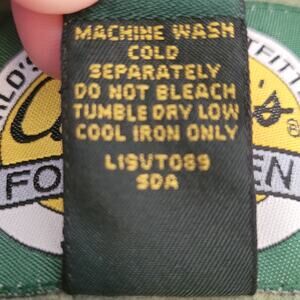 MACHINE WASH
COLD
SEPARATELY
DO NOT BLEACH
TUMBLE DRY LOW
COOL IRON ONLY
L19VT089
SDA